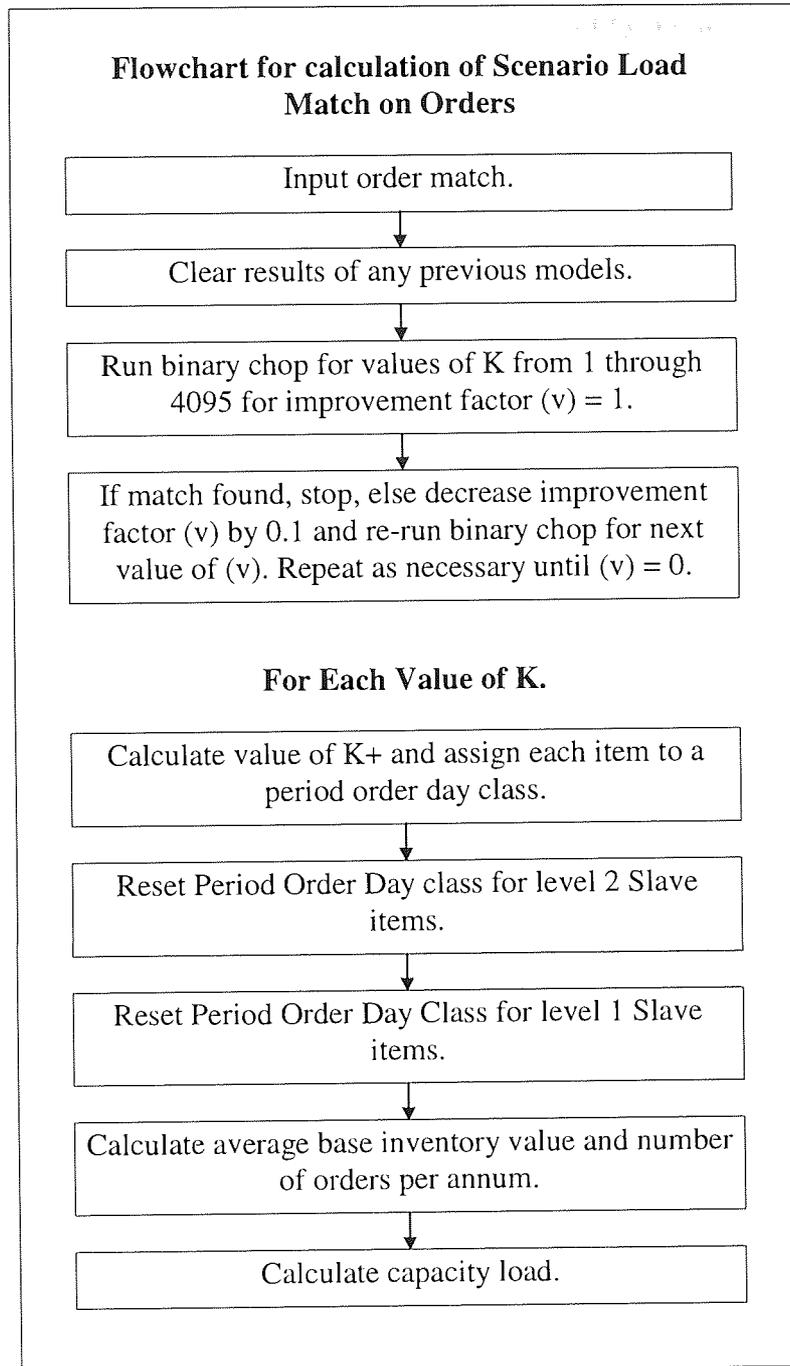 Flowchart for calculation of Scenario Load
Match on Orders
Input order match.
Clear results of any previous models.
Run binary chop for values of K from 1 through
4095 for improvement factor (v) = 1.
If match found, stop, else decrease improvement
factor (v) by 0.1 and re-run binary chop for next
value of (v). Repeat as necessary until (v) = 0.
For Each Value of K.
Calculate value of K+ and assign each item to a
period order day class.
Reset Period Order Day class for level 2 Slave
items.
Reset Period Order Day Class for level 1 Slave
items.
Calculate average base inventory value and number
of orders per annum.
Calculate capacity load.